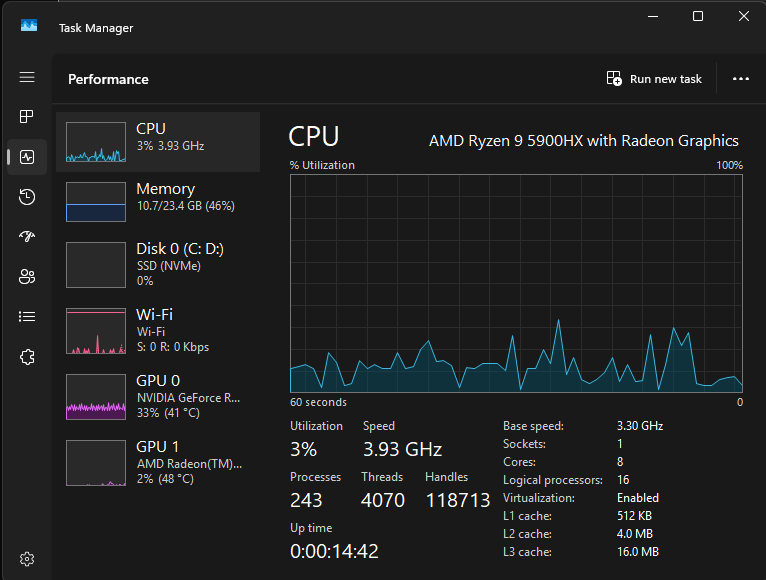 Task Manager
Performance
Run new task
CPU
3% 3.93 GHz
Memory
10.7/23.4 GB (46%)
Disk 0 (C: D:)
SSD (NVMe)
0%
Wi-Fi
Wi-Fi
S: 0 R: 0 Kbps
GPU 0
NVIDIA GeForce R...
33% (41 °C)
GPU 1
AMD Radeon(TM)...
2% (48 °C)
CPU
AMD Ryzen 9 5900HX with Radeon Graphics
% Utilization
100%
60 seconds
0
Utilization
Speed
3%
3.93 GHz
Processes
Threads
Handles
243
4070
118713
Up time
0:00:14:42
Base speed:
3.30 GHz
Sockets:
1
Cores:
8
Logical processors:
16
Virtualization:
Enabled
L1 cache:
512 KB
L2 cache:
4.0 MB
L3 cache:
16.0 MB